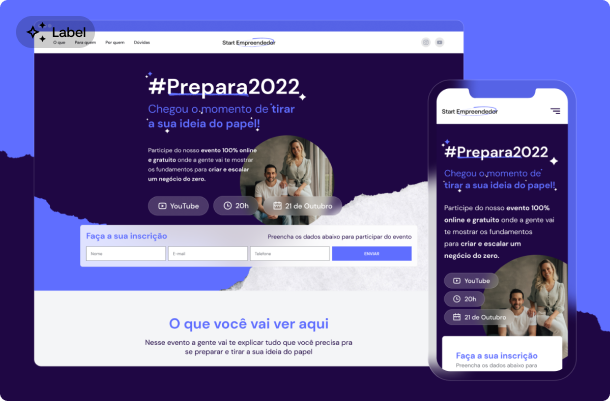 Label
O que
Para quem
Por quem
Dúvidas
Start Empreendedor
#Prepara2022
Chegou o momento de tirar
a sua ideia do papel!
Participe do nosso evento 100% online
e gratuito onde a gente vai te mostrar
os fundamentos para criar e escalar
um negócio do zero.
YouTube
20h
21 de Outubro
Faça a sua inscrição
Preencha os dados abaixo para participar do evento
Nome
E-mail
Telefone
ENVIAR
O que você vai ver aqui
Nesse evento a gente vai te explicar tudo que você precisa pra
se preparar e tirar a sua ideia do papel
Start Empreendedor
#Prepara2022
Chegou o momento de
tirar a sua ideia do papel!
Participe do nosso evento 100%
online e gratuito onde a gente vai
te mostrar os fundamentos
para criar e escalar um
negócio do zero.
YouTube
20h
21 de Outubro
Faça a sua inscrição
Preencha os dados abaixo para